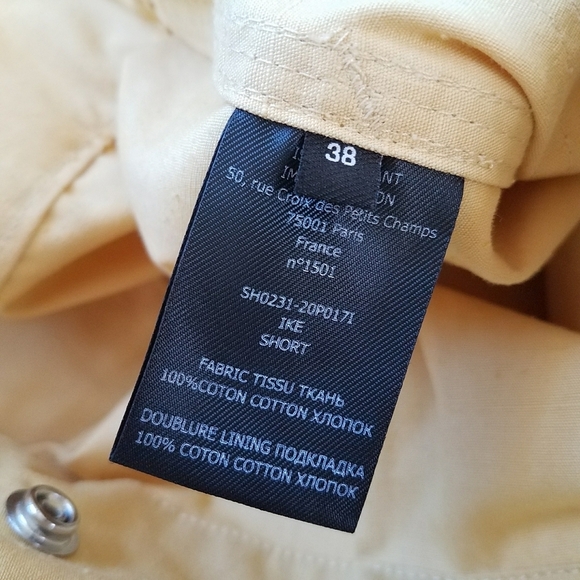 38
50, rue Croix des Petits Champs
75001 Paris
France
n°1501
SH0231-20P017I
IKE
SHORT
FABRIC TISSU ТКАНЬ
100%COTON COTTON ХЛОПОК
DOUBLURE LINING ПОДКЛАДКА
100% COTON COTTON ХЛОПОК